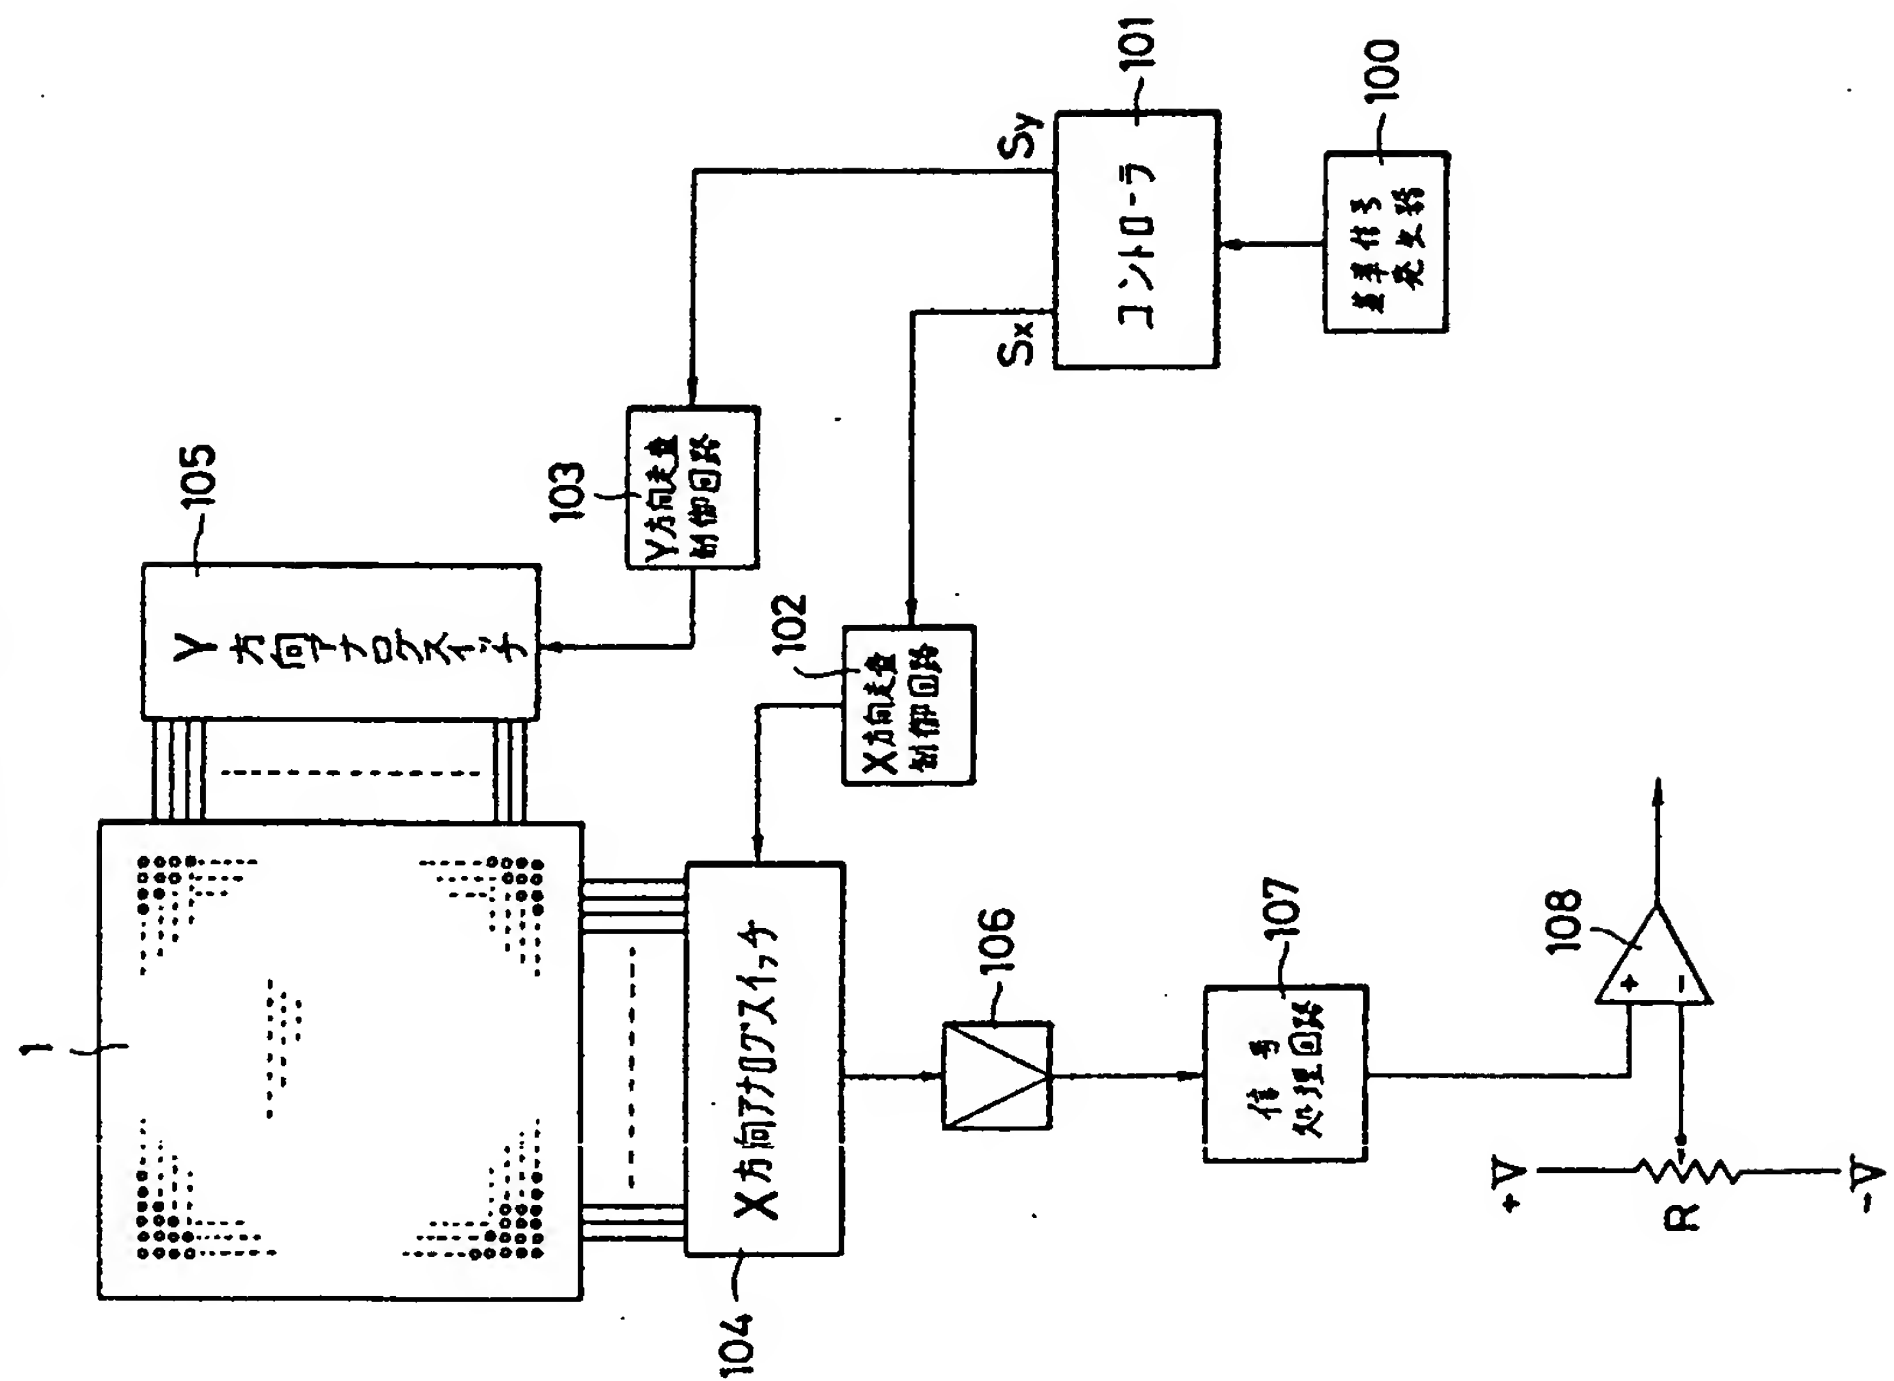 1
105
Y方向アナログスイッチ
103
Y方向走査
制御回路
102
X方向走査
制御回路
Sy
Sx
101
コントローラ
100
基準信号
発生器
104
X方向アナログスイッチ
106
107
信号
処理回路
108
+
−
+V
R
-V